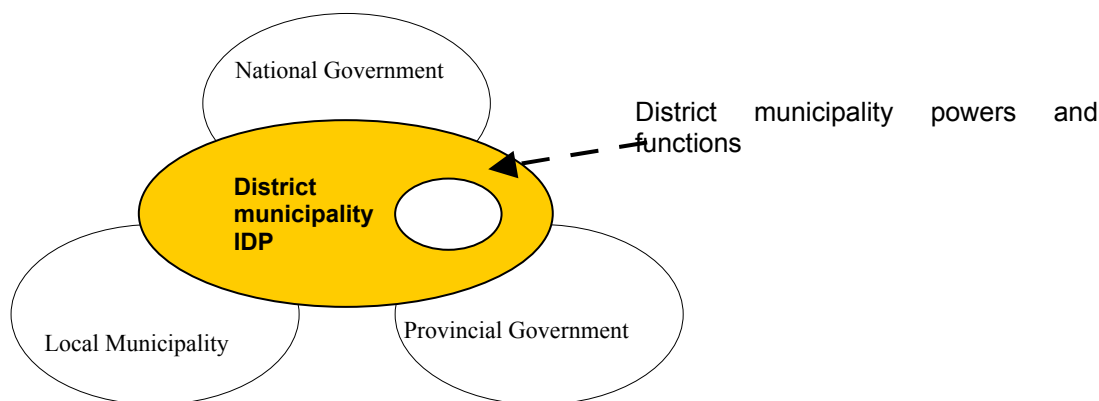 National Government
District municipality powers and
functions
District
municipality
IDP
Local Municipality
Provincial Government